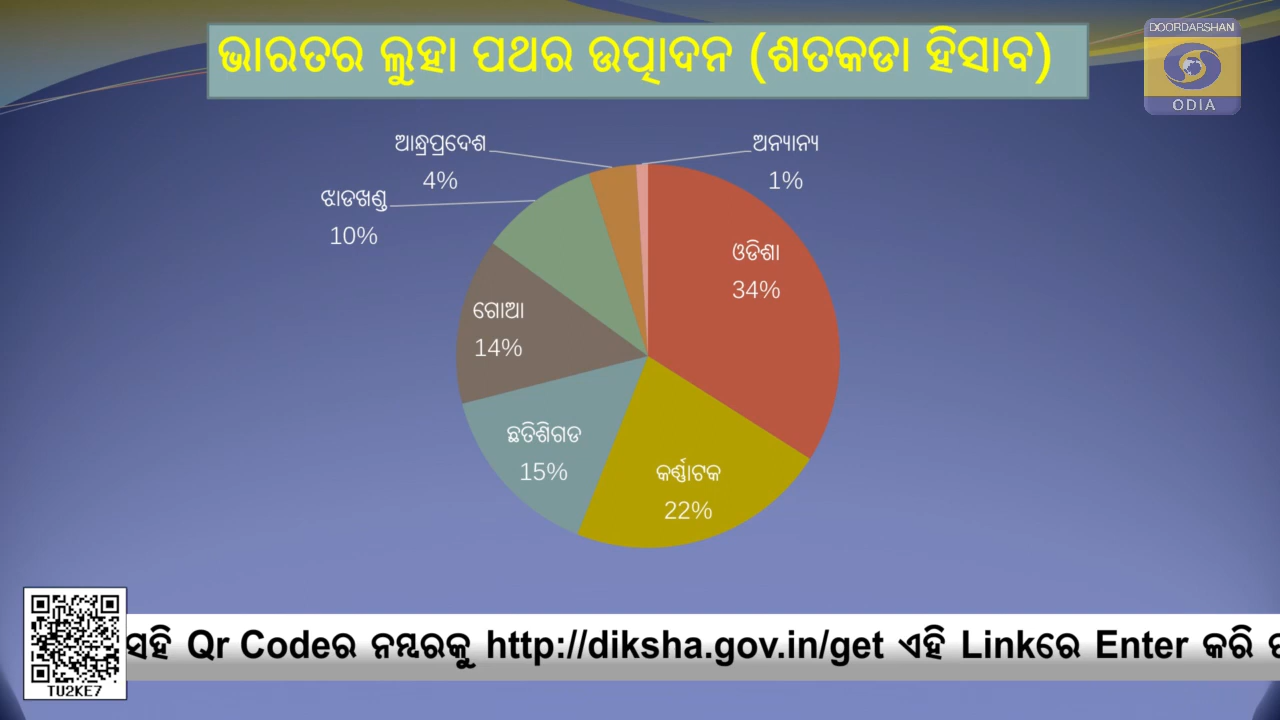 ଭାରତର ଲୁହା ପଥର ଉତ୍ପାଦନ (ଶତକଡା ହିସାବ)
DOORDARSHAN
ODIA
ଆନ୍ଧ୍ରପ୍ରଦେଶ
4%
ଅନ୍ୟାନ୍ୟ
1%
ଝାଡଖଣ୍ଡ
10%
ଓଡିଶା
34%
ଗୋଆ
14%
ଛତିଶିଗଡ
15%
କର୍ଣ୍ଣାଟକ
22%
ସହି Qr Codeର ନମ୍ବରକୁ http://diksha.gov.in/get ଏହି Linkରେ Enter କରି
TU2KE7